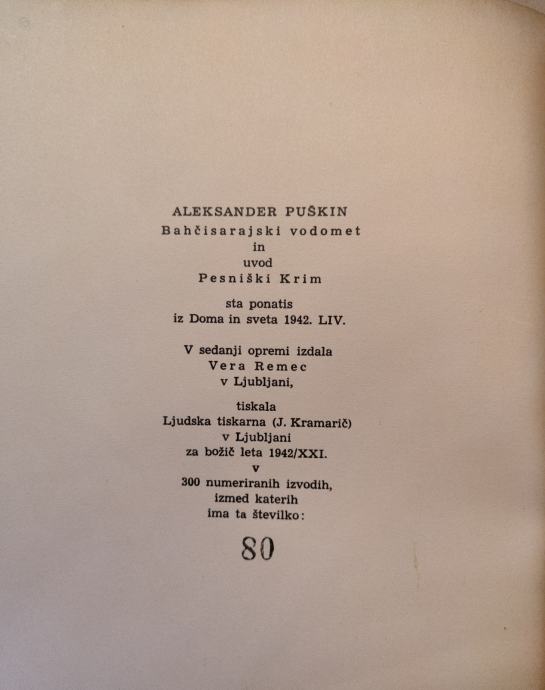 ALEKSANDER PUŠKIN
Bahčisarajski vodomet
in
uvod
Pesniški Krim
sta ponatis
iz Doma in sveta 1942. LIV.
V sedanji opremi izdala
Vera Remec
v Ljubljani,
tiskala
Ljudska tiskarna (J. Kramarič)
v Ljubljani
za božič leta 1942/XXI.
v
300 numeriranih izvodih,
izmed katerih
ima ta številko:
80